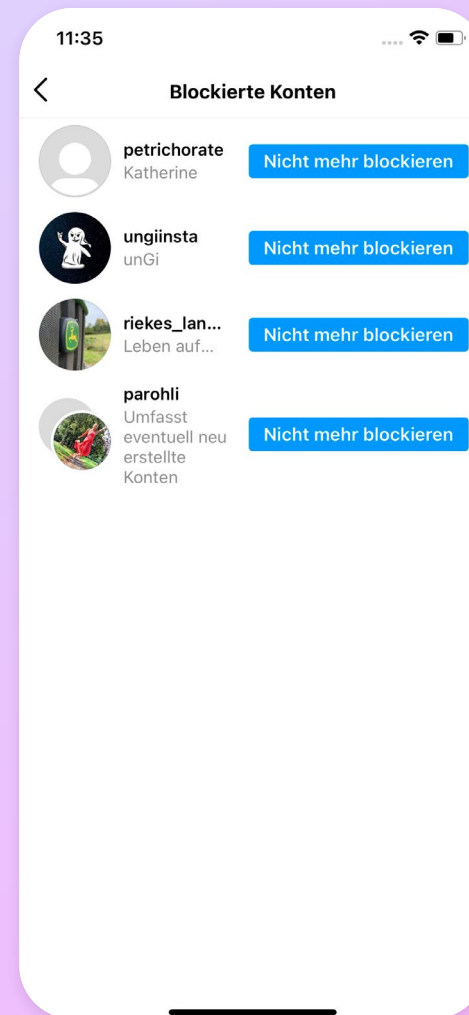 11:35
Blockierte Konten
petrichorate
Katherine
Nicht mehr blockieren
ungiinsta
unGi
Nicht mehr blockieren
riekes_lan...
Leben auf...
Nicht mehr blockieren
parohli
Umfasst
eventuell neu
erstellte
Konten
Nicht mehr blockieren